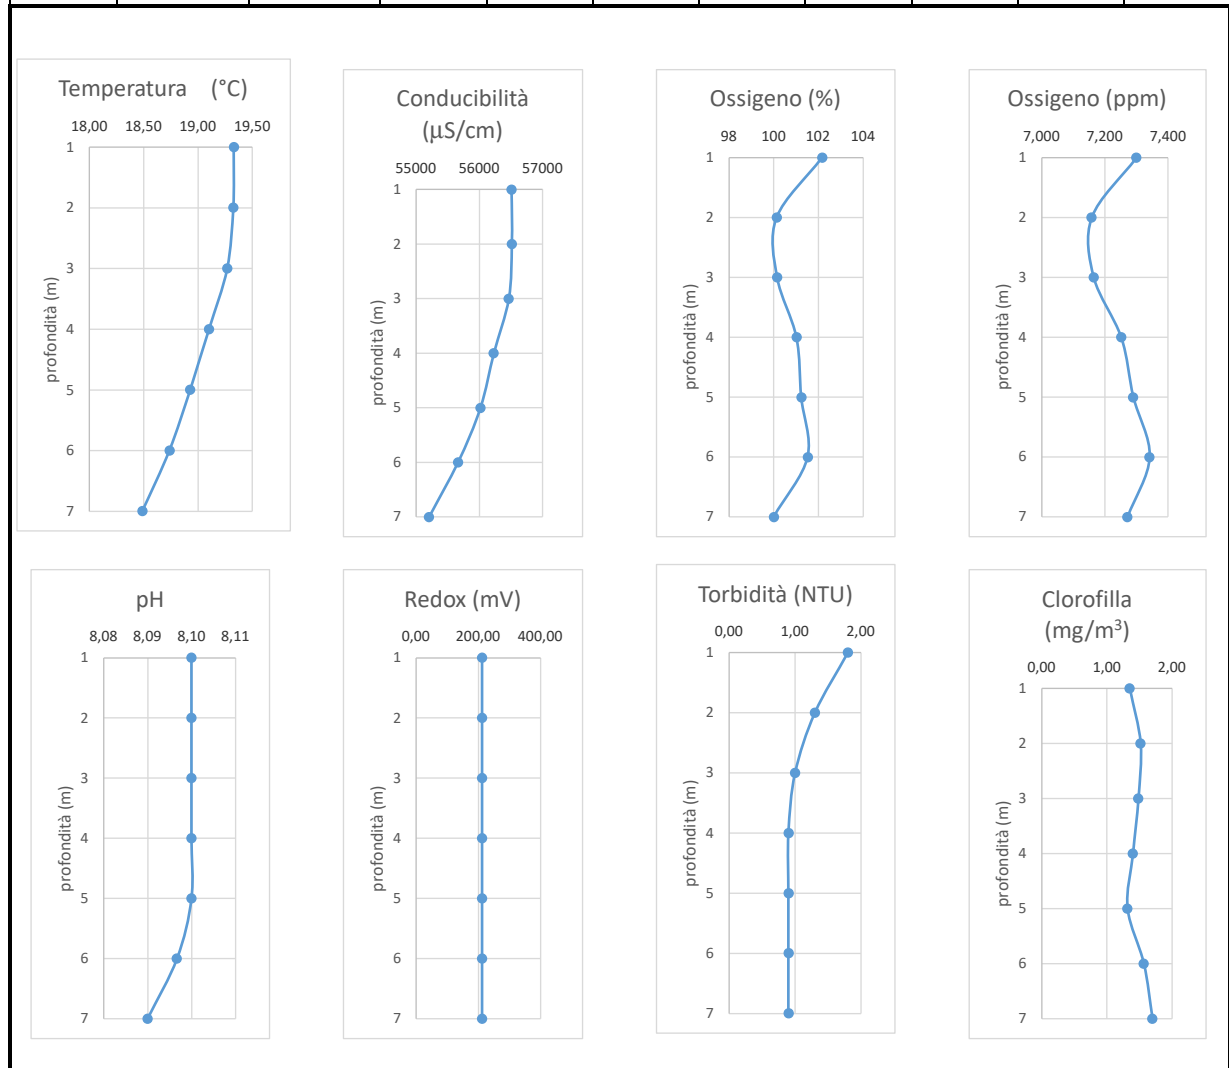 Temperatura (°C)
18,00 18,50 19,00 19,50
1
2
3
4
5
6
7
profondità (m)
Conducibilità
(µS/cm)
55000 56000 57000
1
2
3
4
5
6
7
profondità (m)
Ossigeno (%)
98 100 102 104
1
2
3
4
5
6
7
profondità (m)
Ossigeno (ppm)
7,000 7,200 7,400
1
2
3
4
5
6
7
profondità (m)
pH
8,08 8,09 8,10 8,11
1
2
3
4
5
6
7
profondità (m)
Redox (mV)
0,00 200,00 400,00
1
2
3
4
5
6
7
profondità (m)
Torbidità (NTU)
0,00 1,00 2,00
1
2
3
4
5
6
7
profondità (m)
Clorofilla
(mg/m³)
0,00 1,00 2,00
1
2
3
4
5
6
7
profondità (m)